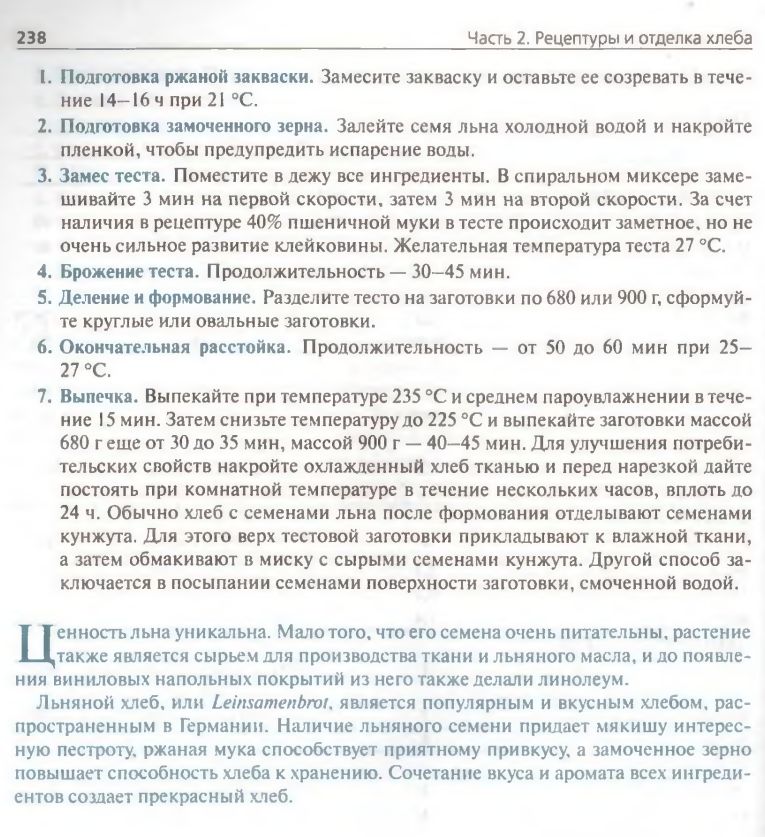 238 Часть 2. Рецептуры и отделка хлеба
1. Подготовка ржаной закваски. Замесите закваску и оставьте ее созревать в тече-
ние 14—16 ч при 21 °С.
2. Подготовка замоченного зерна. Залейте семя льна холодной водой и накройте
пленкой, чтобы предупредить испарение воды.
3. Замес теста. Поместите в дежу все ингредиенты. В спиральном миксере заме-
шивайте 3 мин на первой скорости, затем 3 мин на второй скорости. За счет
наличия в рецептуре 40% пшеничной муки в тесте происходит заметное, но не
очень сильное развитие клейковины. Желательная температура теста 27 °С.
4. Брожение теста. Продолжительность — 30—45 мин.
5. Деление и формование. Разделите тесто на заготовки по 680 или 900 г, сформуй-
те круглые или овальные заготовки.
6. Окончательная расстойка. Продолжительность — от 50 до 60 мин при 25—
27 °С.
7. Выпечка. Выпекайте при температуре 235 °С и среднем пароувлажнении в тече-
ние 15 мин. Затем снизьте температуру до 225 °С и выпекайте заготовки массой
680 г еще от 30 до 35 мин, массой 900 г — 40—45 мин. Для улучшения потреби-
тельских свойств накройте охлажденный хлеб тканью и перед нарезкой дайте
постоять при комнатной температуре в течение нескольких часов, вплоть до
24 ч. Обычно хлеб с семенами льна после формования отделывают семенами
кунжута. Для этого верх тестовой заготовки прикладывают к влажной ткани,
а затем обмакивают в миску с сырыми семенами кунжута. Другой способ за-
ключается в посыпании семенами поверхности заготовки, смоченной водой.
Ценность льна уникальна. Мало того, что его семена очень питательны, растение
также является сырьем для производства ткани и льняного масла, и до появле-
ния виниловых напольных покрытий из него также делали линолеум.
Льняной хлеб, или Leinsamenbrot, является популярным и вкусным хлебом, рас-
пространенным в Германии. Наличие льняного семени придает мякишу интерес-
ную пестроту, ржаная мука способствует приятному привкусу, а замоченное зерно
повышает способность хлеба к хранению. Сочетание вкуса и аромата всех ингреди-
ентов создает прекрасный хлеб.